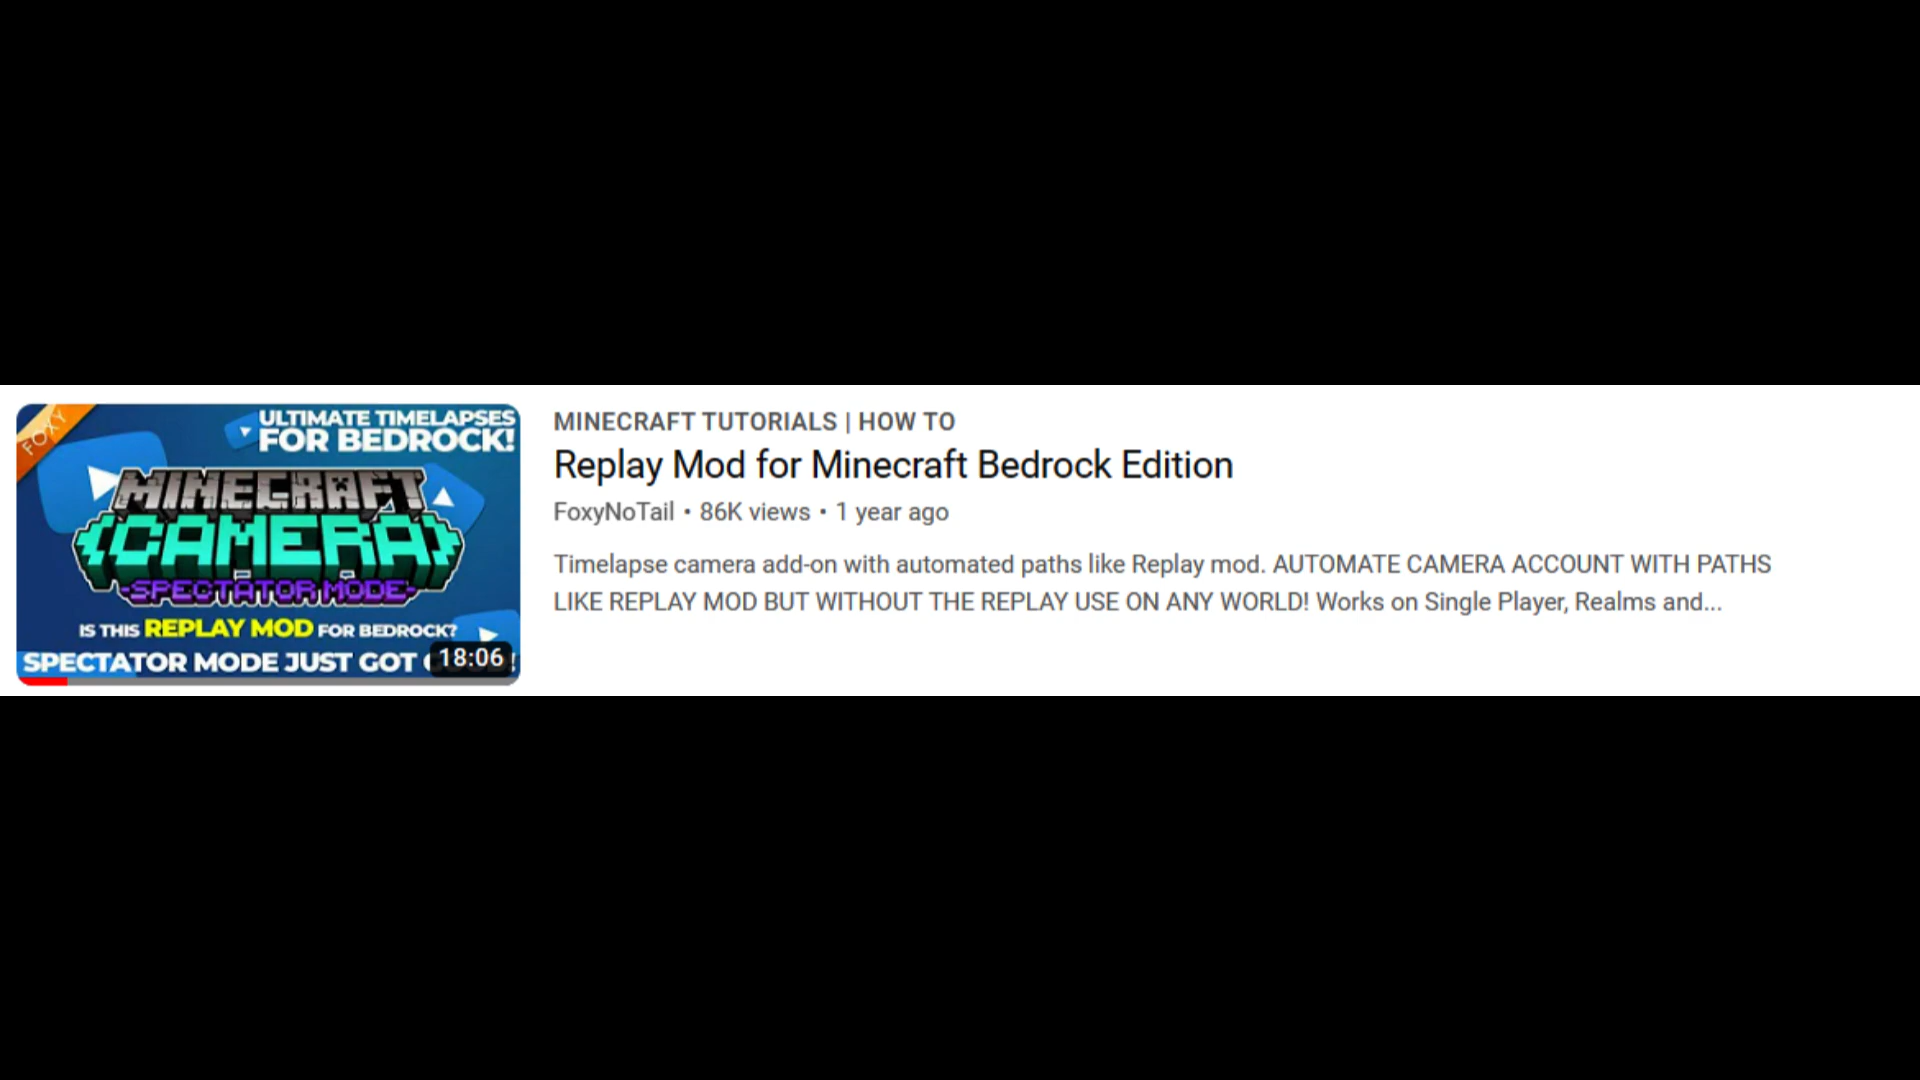 FOXY
ULTIMATE TIMELAPSES
FOR BEDROCK!
MINECRAFT
CAMERA
-SPECTATOR MODE-
IS THIS REPLAY MOD FOR BEDROCK?
SPECTATOR MODE JUST GOT
18:06
MINECRAFT TUTORIALS | HOW TO
Replay Mod for Minecraft Bedrock Edition
FoxyNoTail • 86K views • 1 year ago
Timelapse camera add-on with automated paths like Replay mod. AUTOMATE CAMERA ACCOUNT WITH PATHS
LIKE REPLAY MOD BUT WITHOUT THE REPLAY USE ON ANY WORLD! Works on Single Player, Realms and...